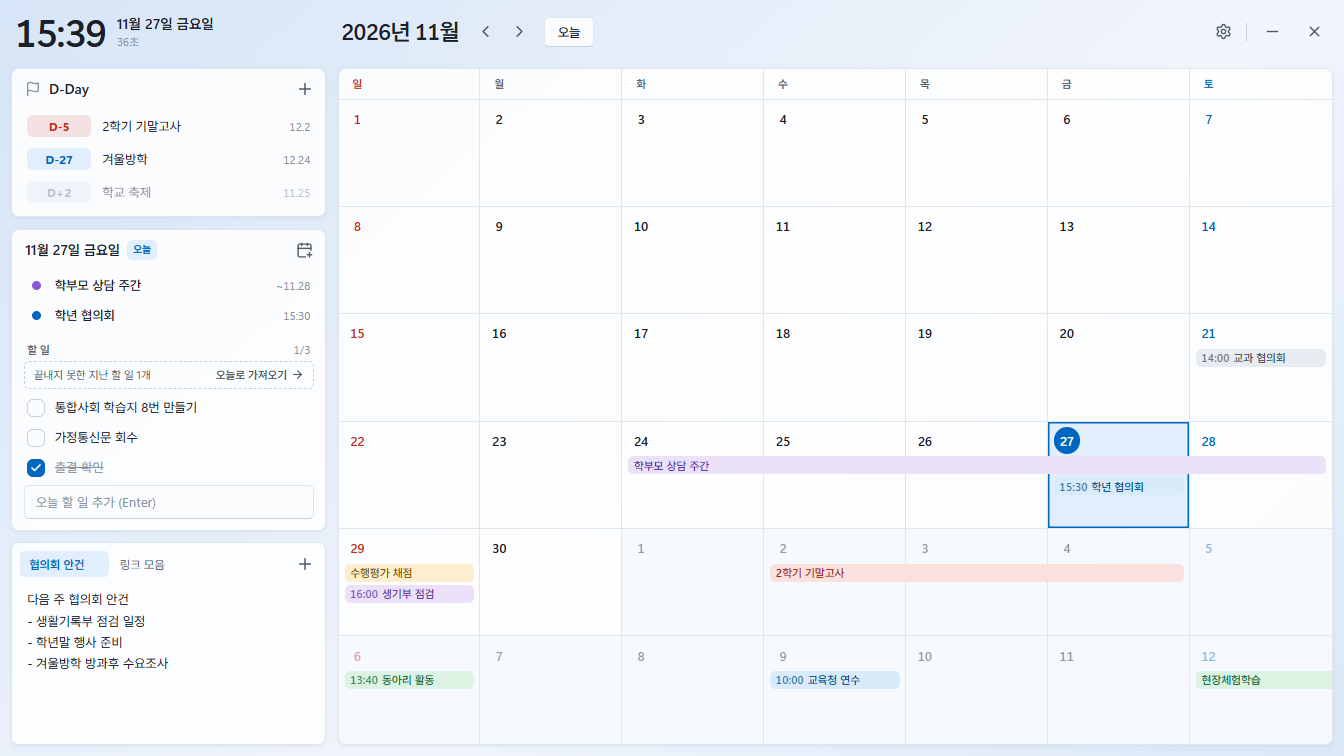 15:39
11월 27일 금요일
36초
2026년 11월
오늘
D-Day
D-5 2학기 기말고사 12.2
D-27 겨울방학 12.24
D+2 학교 축제 11.25
11월 27일 금요일 오늘
학부모 상담 주간 ~11.28
학년 협의회 15:30
할 일 1/3
끝내지 못한 지난 할 일 1개 오늘로 가져오기 →
통합사회 학습지 8번 만들기
가정통신문 회수
출결 확인
오늘 할 일 추가 (Enter)
협의회 안건 링크 모음
다음 주 협의회 안건
- 생활기록부 점검 일정
- 학년말 행사 준비
- 겨울방학 방과후 수요조사
일 월 화 수 목 금 토
1 2 3 4 5 6 7
8 9 10 11 12 13 14
15 16 17 18 19 20 21
14:00 교과 협의회
22 23 24 25 26 27 28
학부모 상담 주간
15:30 학년 협의회
29 30 1 2 3 4 5
수행평가 채점 2학기 기말고사
16:00 생기부 점검
6 7 8 9 10 11 12
13:40 동아리 활동 10:00 교육청 연수 현장체험학습